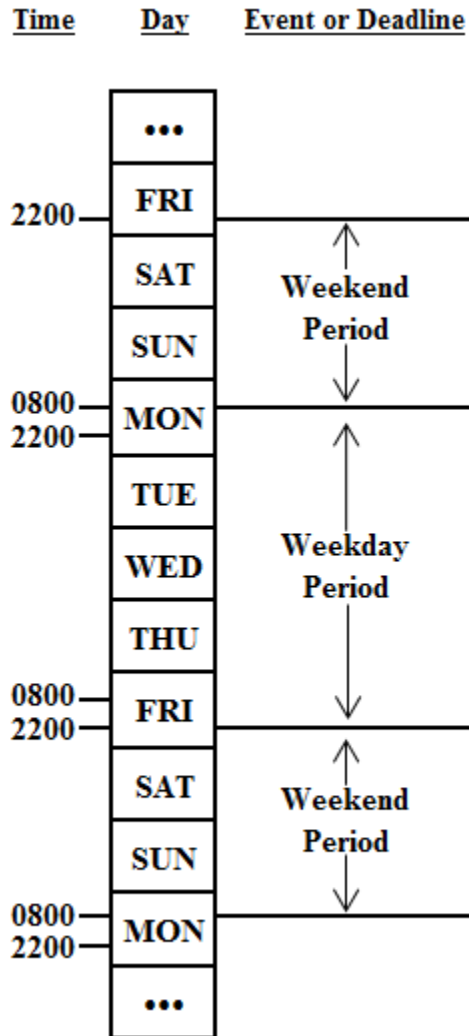 Time Day Event or Deadline
•••
2200 FRI
SAT
Weekend
Period
SUN
0800
MON
2200
TUE
WED
Weekday
Period
THU
0800
FRI
2200
SAT
Weekend
Period
SUN
0800
MON
2200
•••